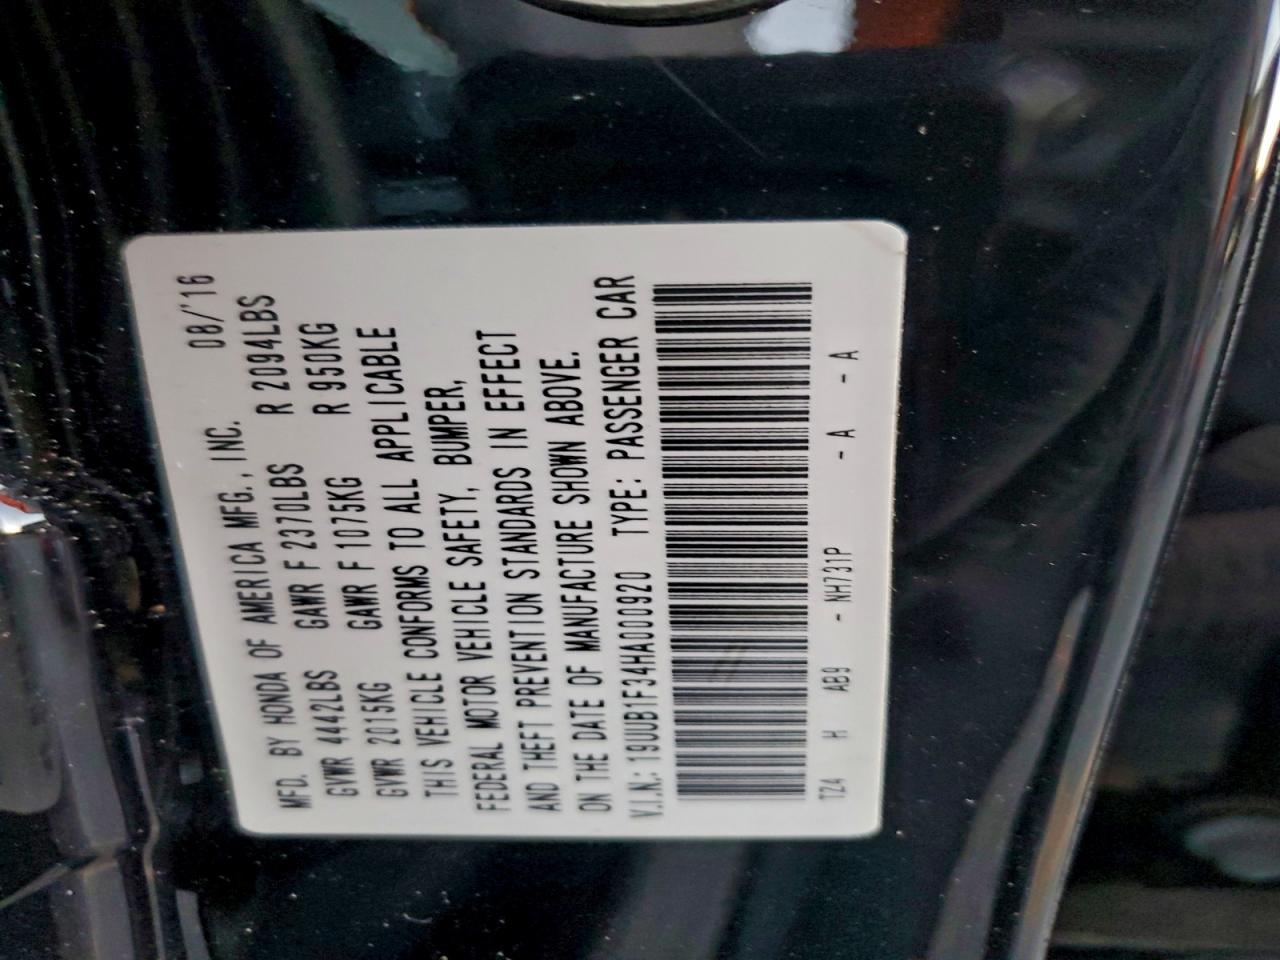 MFD. BY HONDA OF AMERICA MFG., INC. 08/'16
GVWR 4442LBS GAWR F 2370LBS R 2094LBS
GVWR 2015KG GAWR F 1075KG R 950KG
THIS VEHICLE CONFORMS TO ALL APPLICABLE
FEDERAL MOTOR VEHICLE SAFETY, BUMPER,
AND THEFT PREVENTION STANDARDS IN EFFECT
ON THE DATE OF MANUFACTURE SHOWN ABOVE.
V.I.N.: 19UUB1F34HA000920 TYPE: PASSENGER CAR
TZ4 H AB9 - NH731P - A - A